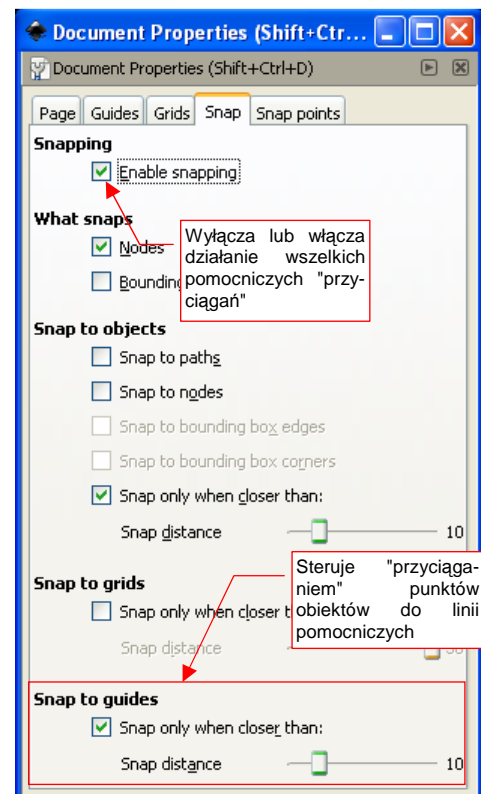 Document Properties (Shift+Ctr...
Document Properties (Shift+Ctrl+D)
Page Guides Grids Snap Snap points
Snapping
Enable snapping
What snaps
Nodes
Bounding
Wyłącza lub włącza
działanie wszelkich
pomocniczych "przy-
ciągań"
Snap to objects
Snap to paths
Snap to nodes
Snap to bounding box edges
Snap to bounding box corners
Snap only when closer than:
Snap distance 10
Steruje "przyciąga-
niem" punktów
obiektów do linii
pomocniczych
Snap to grids
Snap only when closer t
Snap distance
Snap to guides
Snap only when closer than:
Snap distance 10